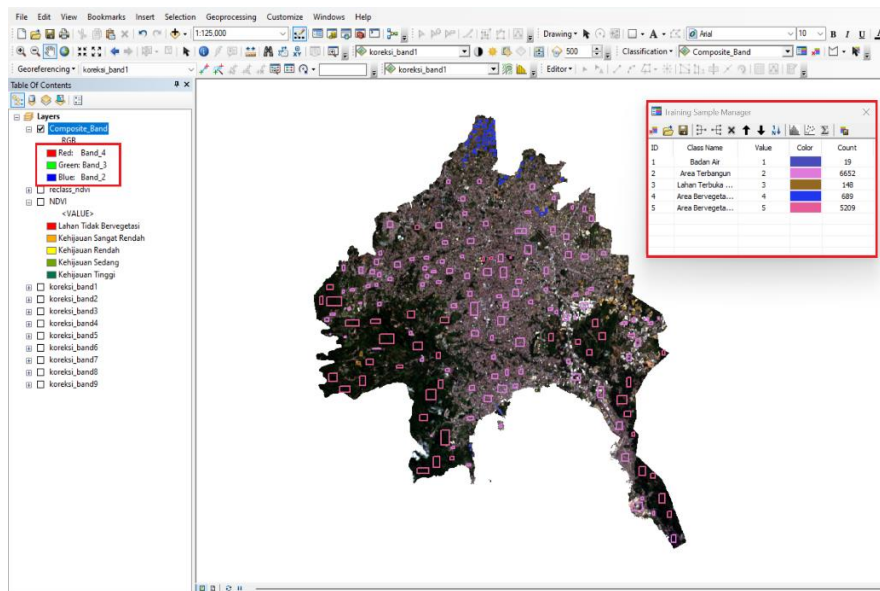 File Edit View Bookmarks Insert Selection Geoprocessing Customize Windows Help
1:125,000 Drawing A Arial 10 B I U A
koreksi_band1 500 Classification Composite_Band
Georeferencing koreksi_band1 koreksi_band1 Editor
Table Of Contents
Layers
Composite_Band
RGB
Red: Band_4
Green: Band_3
Blue: Band_2
reclass_ndvi
NDVI
<VALUE>
Lahan Tidak Bervegetasi
Kehijauan Sangat Rendah
Kehijauan Rendah
Kehijauan Sedang
Kehijauan Tinggi
koreksi_band1
koreksi_band2
koreksi_band3
koreksi_band4
koreksi_band5
koreksi_band6
koreksi_band7
koreksi_band8
koreksi_band9
Training Sample Manager
ID Class Name Value Color Count
1 Badan Air 1 19
2 Area Terbangun 2 6652
3 Lahan Terbuka ... 3 148
4 Area Bervegeta... 4 689
5 Area Bervegeta... 5 5209